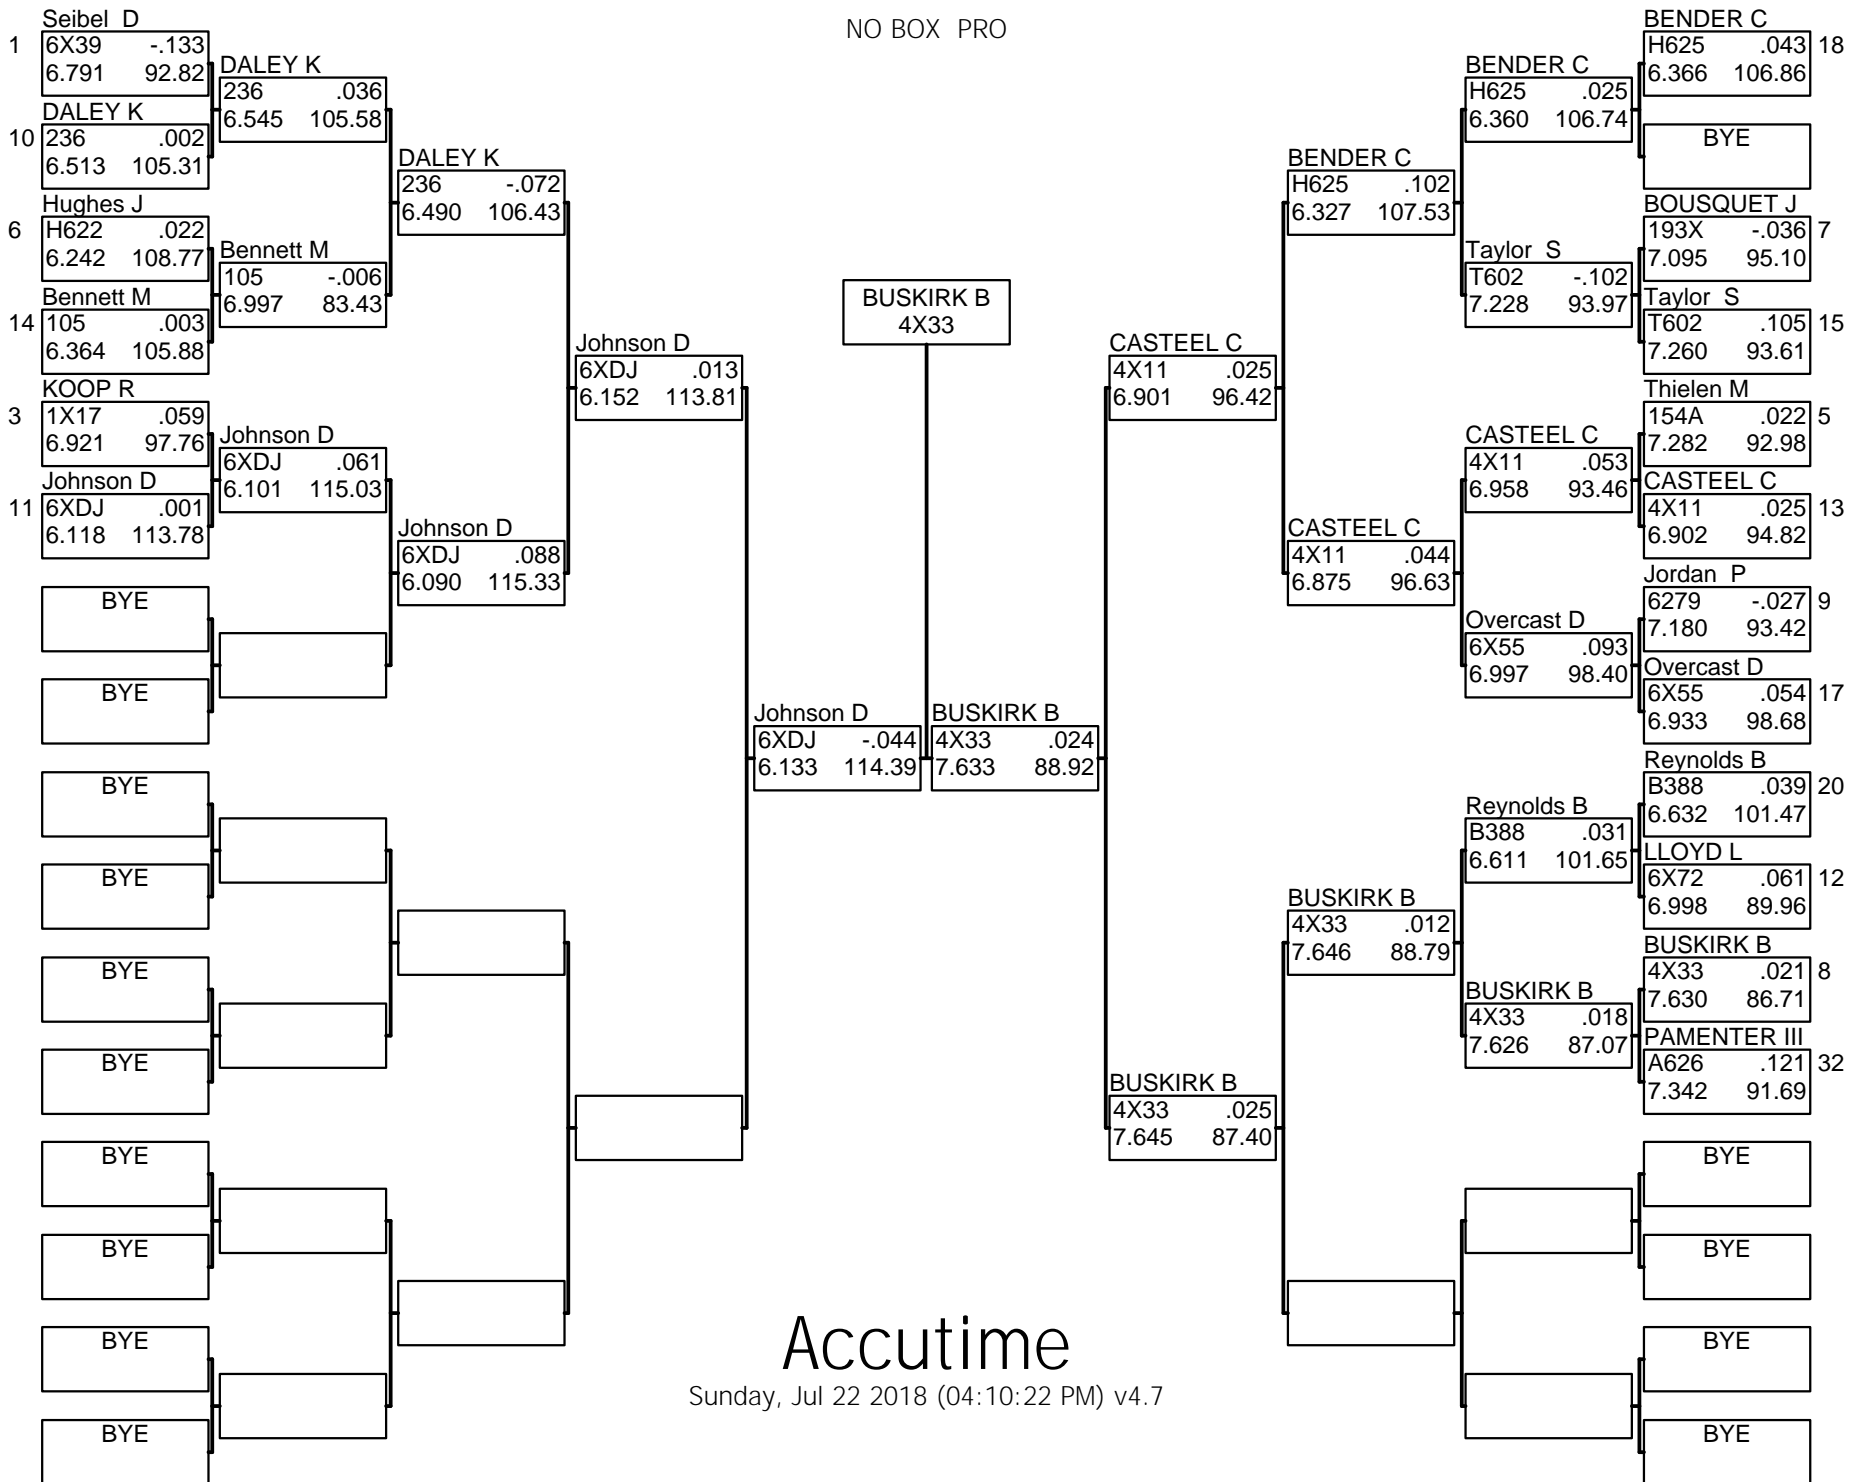 NO BOX PRO
Seibel D
1 6X39 -.133
6.791 92.82
DALEY K
10 236 .002
6.513 105.31
Hughes J
6 H622 .022
6.242 108.77
Bennett M
14 105 .003
6.364 105.88
KOOP R
3 1X17 .059
6.921 97.76
Johnson D
11 6XDJ .001
6.118 113.78
BYE
BYE
BYE
BYE
BYE
BYE
BYE
BYE
BYE
BYE
DALEY K
236 .036
6.545 105.58
Bennett M
105 -.006
6.997 83.43
Johnson D
6XDJ .061
6.101 115.03
DALEY K
236 -.072
6.490 106.43
Johnson D
6XDJ .088
6.090 115.33
Johnson D
6XDJ .013
6.152 113.81
Johnson D
6XDJ -.044
6.133 114.39
BUSKIRK B
4X33
BUSKIRK B
4X33 .024
7.633 88.92
CASTEEL C
4X11 .025
6.901 96.42
BUSKIRK B
4X33 .025
7.645 87.40
BENDER C
H625 .102
6.327 107.53
CASTEEL C
4X11 .044
6.875 96.63
BUSKIRK B
4X33 .012
7.646 88.79
BENDER C
H625 .025
6.360 106.74
Taylor S
T602 -.102
7.228 93.97
CASTEEL C
4X11 .053
6.958 93.46
Overcast D
6X55 .093
6.997 98.40
Reynolds B
B388 .031
6.611 101.65
BUSKIRK B
4X33 .018
7.626 87.07
BENDER C
H625 .043 18
6.366 106.86
BYE
BOUSQUET J
193X -.036 7
7.095 95.10
Taylor S
T602 .105 15
7.260 93.61
Thielen M
154A .022 5
7.282 92.98
CASTEEL C
4X11 .025 13
6.902 94.82
Jordan P
6279 -.027 9
7.180 93.42
Overcast D
6X55 .054 17
6.933 98.68
Reynolds B
B388 .039 20
6.632 101.47
LLOYD L
6X72 .061 12
6.998 89.96
BUSKIRK B
4X33 .021 8
7.630 86.71
PAMENTER III
A626 .121 32
7.342 91.69
BYE
BYE
BYE
BYE
Accutime
Sunday, Jul 22 2018 (04:10:22 PM) v4.7